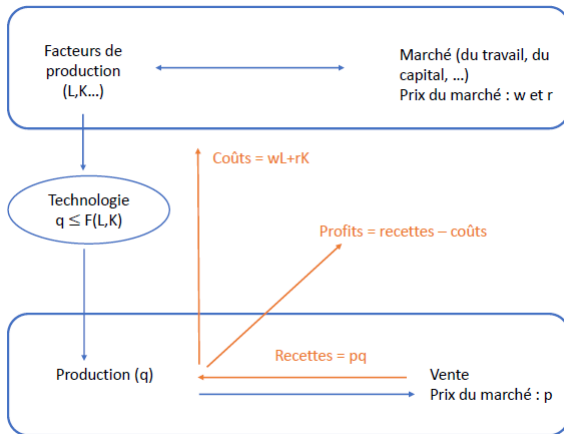 Facteurs de
production
(L,K...)
Marché (du travail, du
capital, ...)
Prix du marché : w et r
Coûts = wL+rK
Technologie
q ≤ F(L,K)
Profits = recettes – coûts
Recettes = pq
Production (q)
Vente
Prix du marché : p